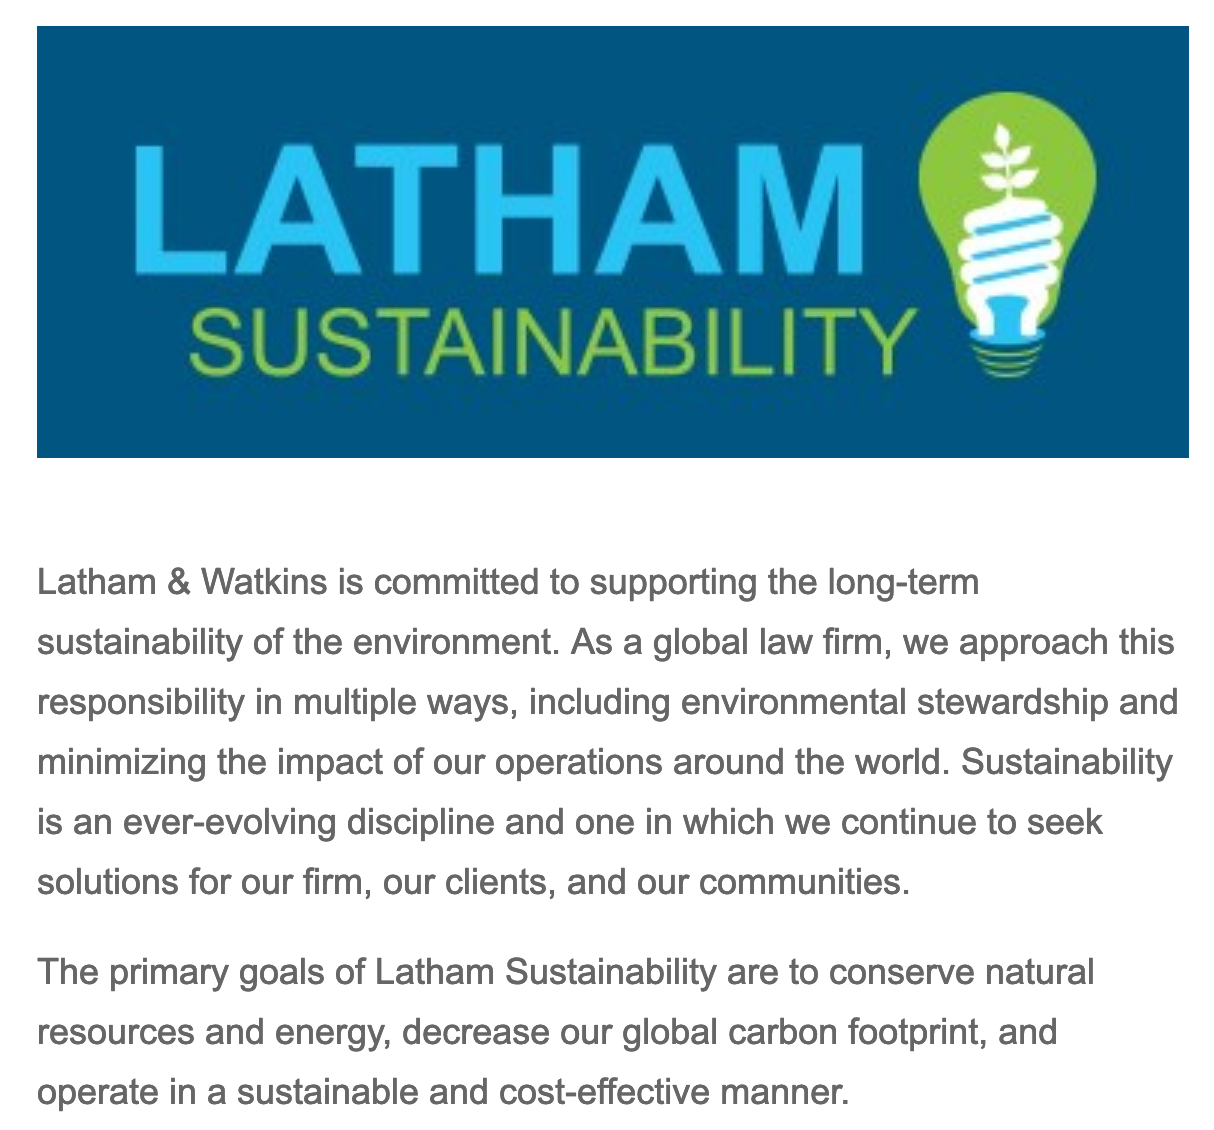 LATHAM
SUSTAINABILITY
Latham & Watkins is committed to supporting the long-term
sustainability of the environment. As a global law firm, we approach this
responsibility in multiple ways, including environmental stewardship and
minimizing the impact of our operations around the world. Sustainability
is an ever-evolving discipline and one in which we continue to seek
solutions for our firm, our clients, and our communities.
The primary goals of Latham Sustainability are to conserve natural
resources and energy, decrease our global carbon footprint, and
operate in a sustainable and cost-effective manner.